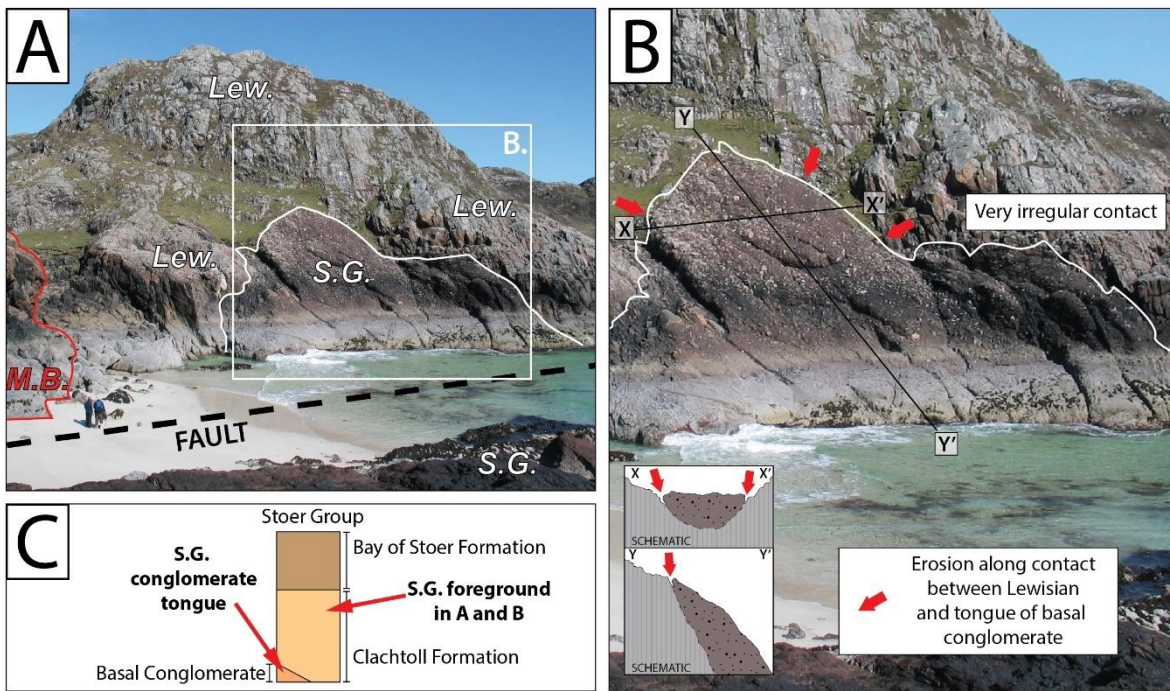 A
Lew.
B.
Lew.
Lew.
S.G.
M.B.
FAULT
S.G.
B
Y
X'
X
Very irregular contact
Y'
X X'
SCHEMATIC
Y Y'
SCHEMATIC
Erosion along contact
between Lewisian
and tongue of basal
conglomerate
C
Stoer Group
Bay of Stoer Formation
S.G.
conglomerate
tongue
S.G. foreground
in A and B
Basal Conglomerate
Clachtoll Formation